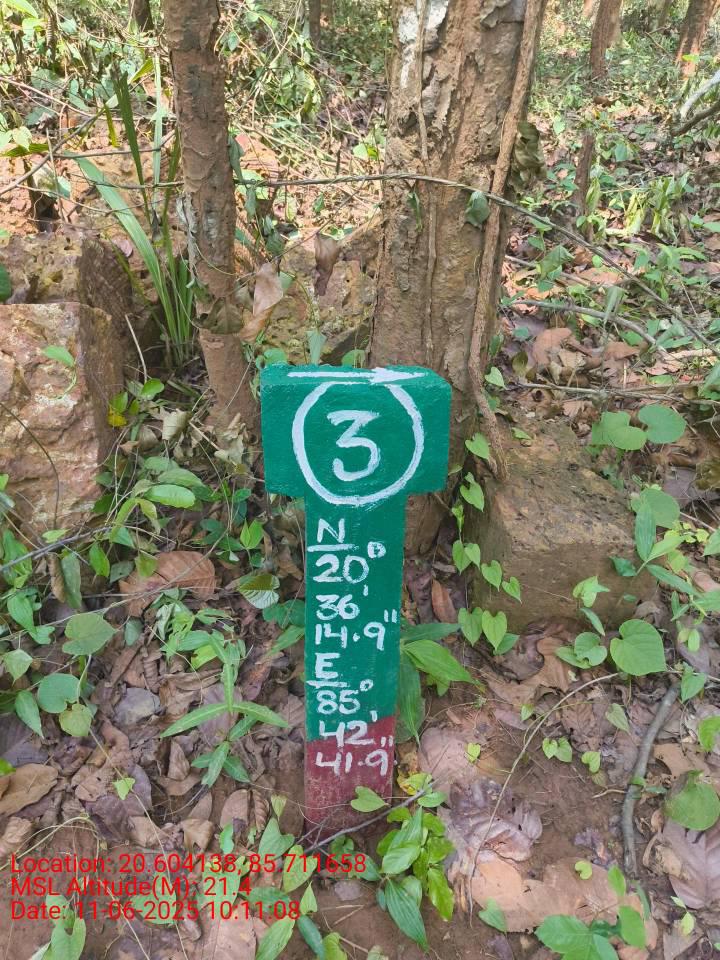 3
N
20°
36'
14.9"
E
85°
42'
41.9"
Location: 20.604138, 85.711658
MSL Altitude(M): 21.4
Date: 11-06-2025 10:11:08